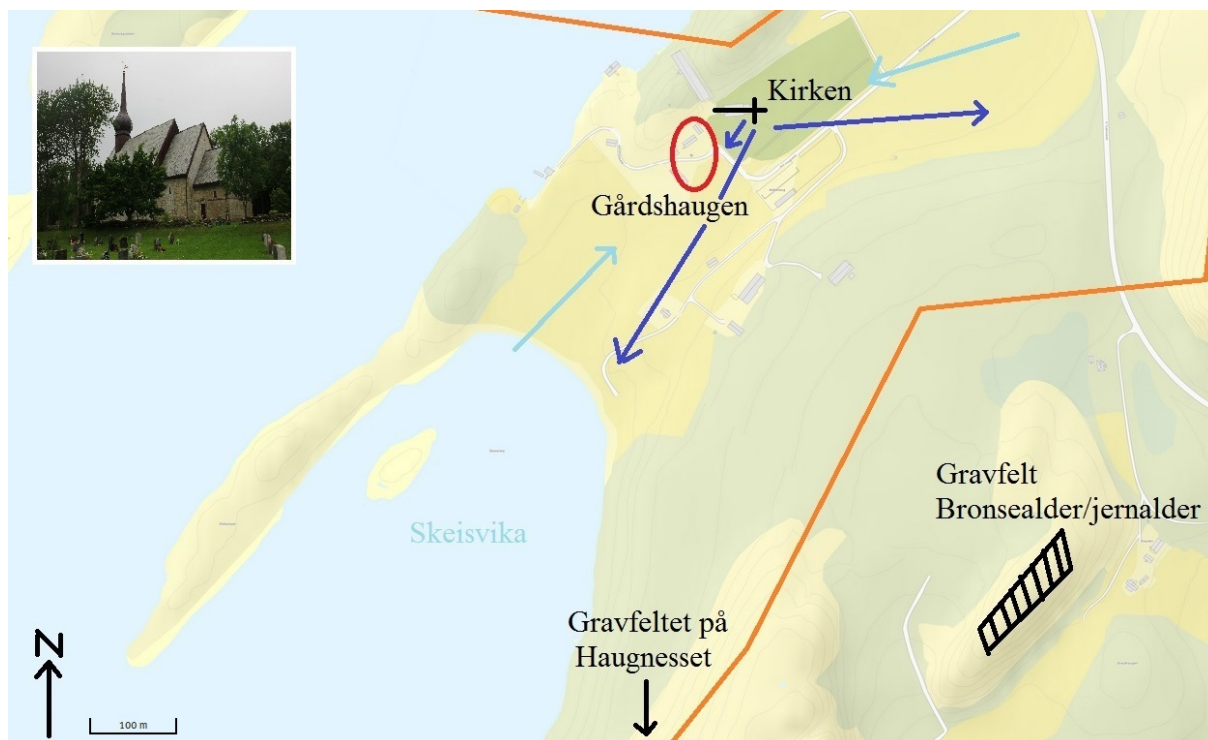 Kirken
Gårdshaugen
Skeisvika
Gravfelt
Bronsealder/jernalder
Gravfeltet på
Haugnesset
N
100 m